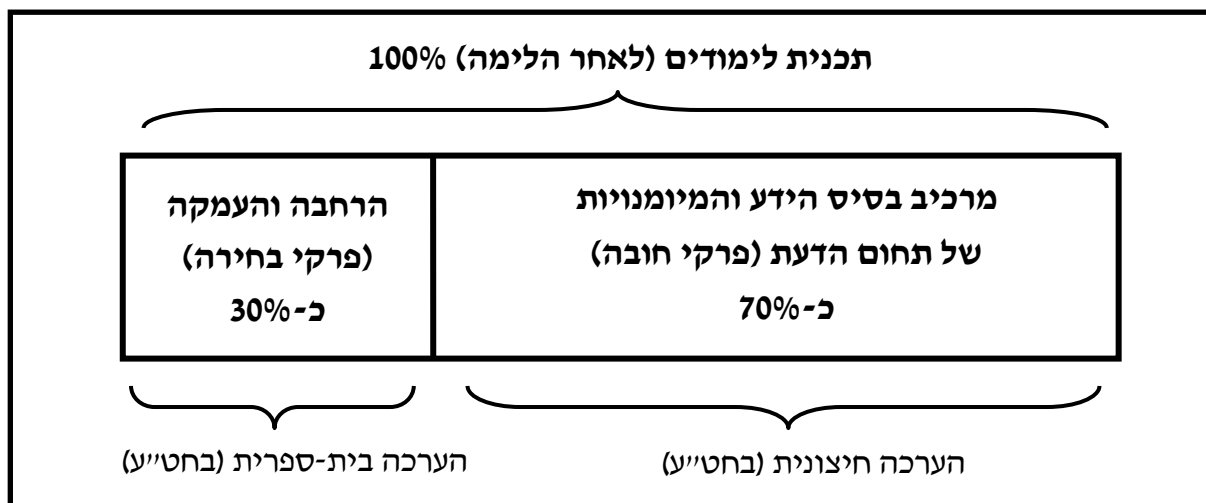 תכנית לימודים (לאחר הלימה) 100%
מרכיב בסיס הידע והמיומנויות
של תחום הדעת (פרקי חובה)
כ-70%
הרחבה והעמקה
(פרקי בחירה)
כ-30%
הערכה חיצונית (בחט״ע)
הערכה בית-ספרית (בחט״ע)